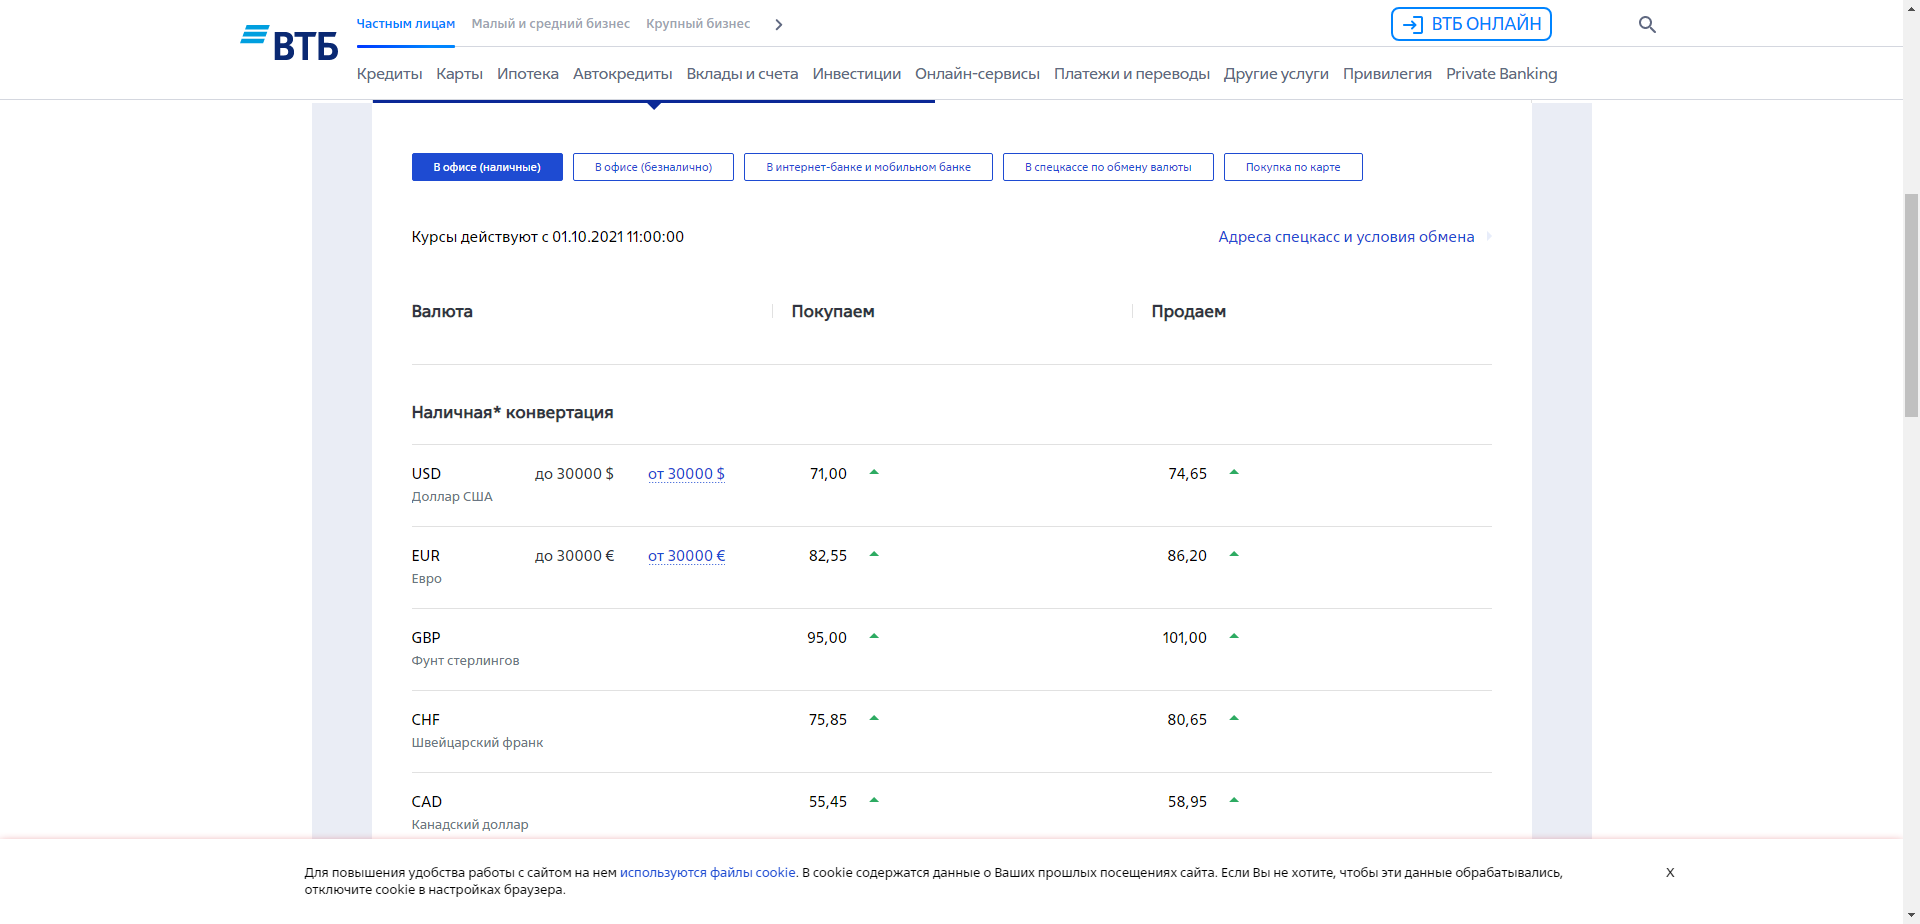 ВТБ
Частным лицам Малый и средний бизнес Крупный бизнес
ВТБ ОНЛАЙН
Кредиты Карты Ипотека Автокредиты Вклады и счета Инвестиции Онлайн-сервисы Платежи и переводы Другие услуги Привилегия Private Banking
В офисе (наличные) В офисе (безналично) В интернет-банке и мобильном банке В спецкассе по обмену валюты Покупка по карте
Курсы действуют с 01.10.2021 11:00:00 Адреса спецкасс и условия обмена
Валюта Покупаем Продаем
Наличная* конвертация
USD до 30000 $ от 30000 $ 71,00 74,65
Доллар США
EUR до 30000 € от 30000 € 82,55 86,20
Евро
GBP 95,00 101,00
Фунт стерлингов
CHF 75,85 80,65
Швейцарский франк
CAD 55,45 58,95
Канадский доллар
Для повышения удобства работы с сайтом на нем используются файлы cookie. В cookie содержатся данные о Ваших прошлых посещениях сайта. Если Вы не хотите, чтобы эти данные обрабатывались, X
отключите cookie в настройках браузера.